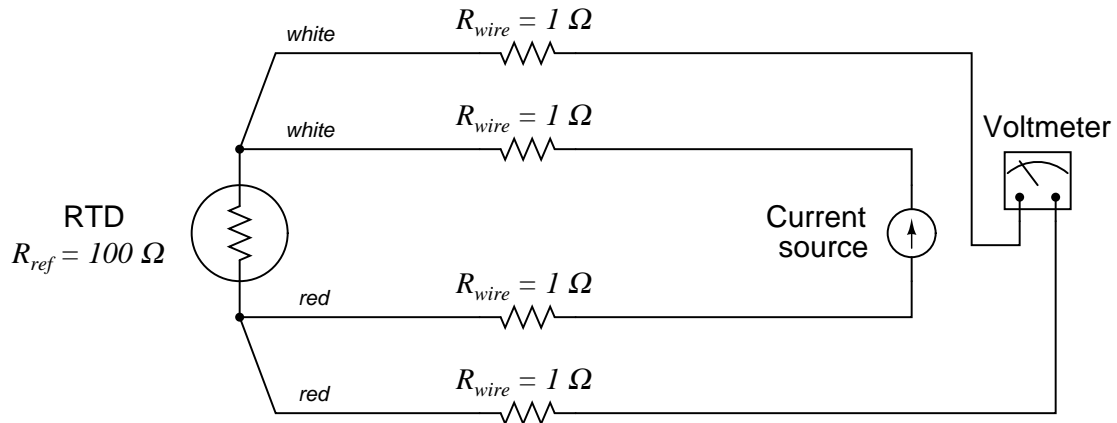 R_wire = 1 Ω
white
R_wire = 1 Ω
white
Voltmeter
RTD
R_ref = 100 Ω
Current
source
R_wire = 1 Ω
red
R_wire = 1 Ω
red